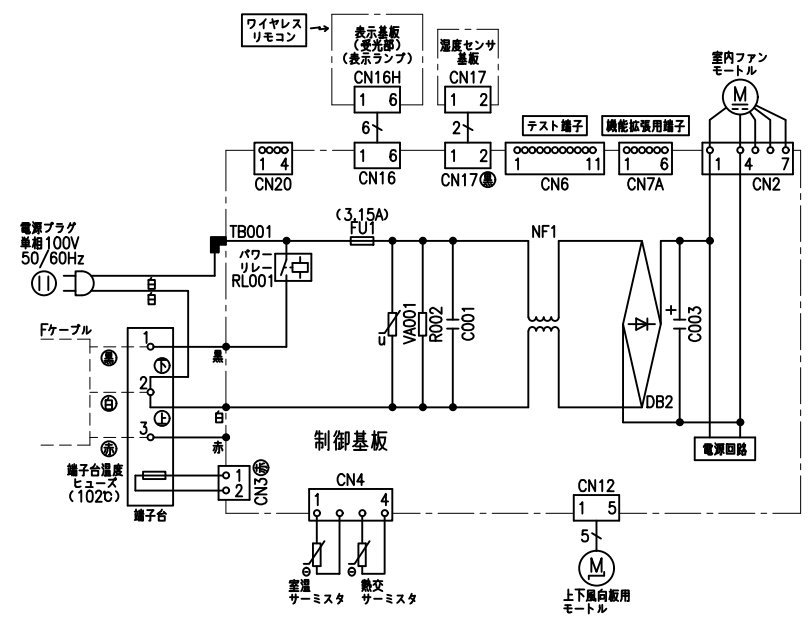 ワイヤレス
リモコン
表示基板
(受光部)
(表示ランプ)
CN16H
1 6
6
1 6
CN16
湿度センサ
基板
CN17
1 2
2
1 2
CN17 黒
室内ファン
モートル
M
テスト端子
機能拡張用端子
1 4
CN20
1 11
CN6
1 6
CN7A
1 4 7
CN2
電源プラグ
単相100V
50/60Hz
白
白
TB001
(3.15A)
FU1
パワー
リレー
RL001
NF1
u
VA001
R002
C001
+
C003
DB2
電源回路
Fケーブル
黒
白
赤
1
2
3
下
上
黒
白
赤
端子台温度
ヒューズ
(102℃)
端子台
1
2
CN3 赤
制御基板
CN4
1 4
θ
室温
サーミスタ
θ
熱交
サーミスタ
CN12
1 5
5
M
上下風向板用
モートル